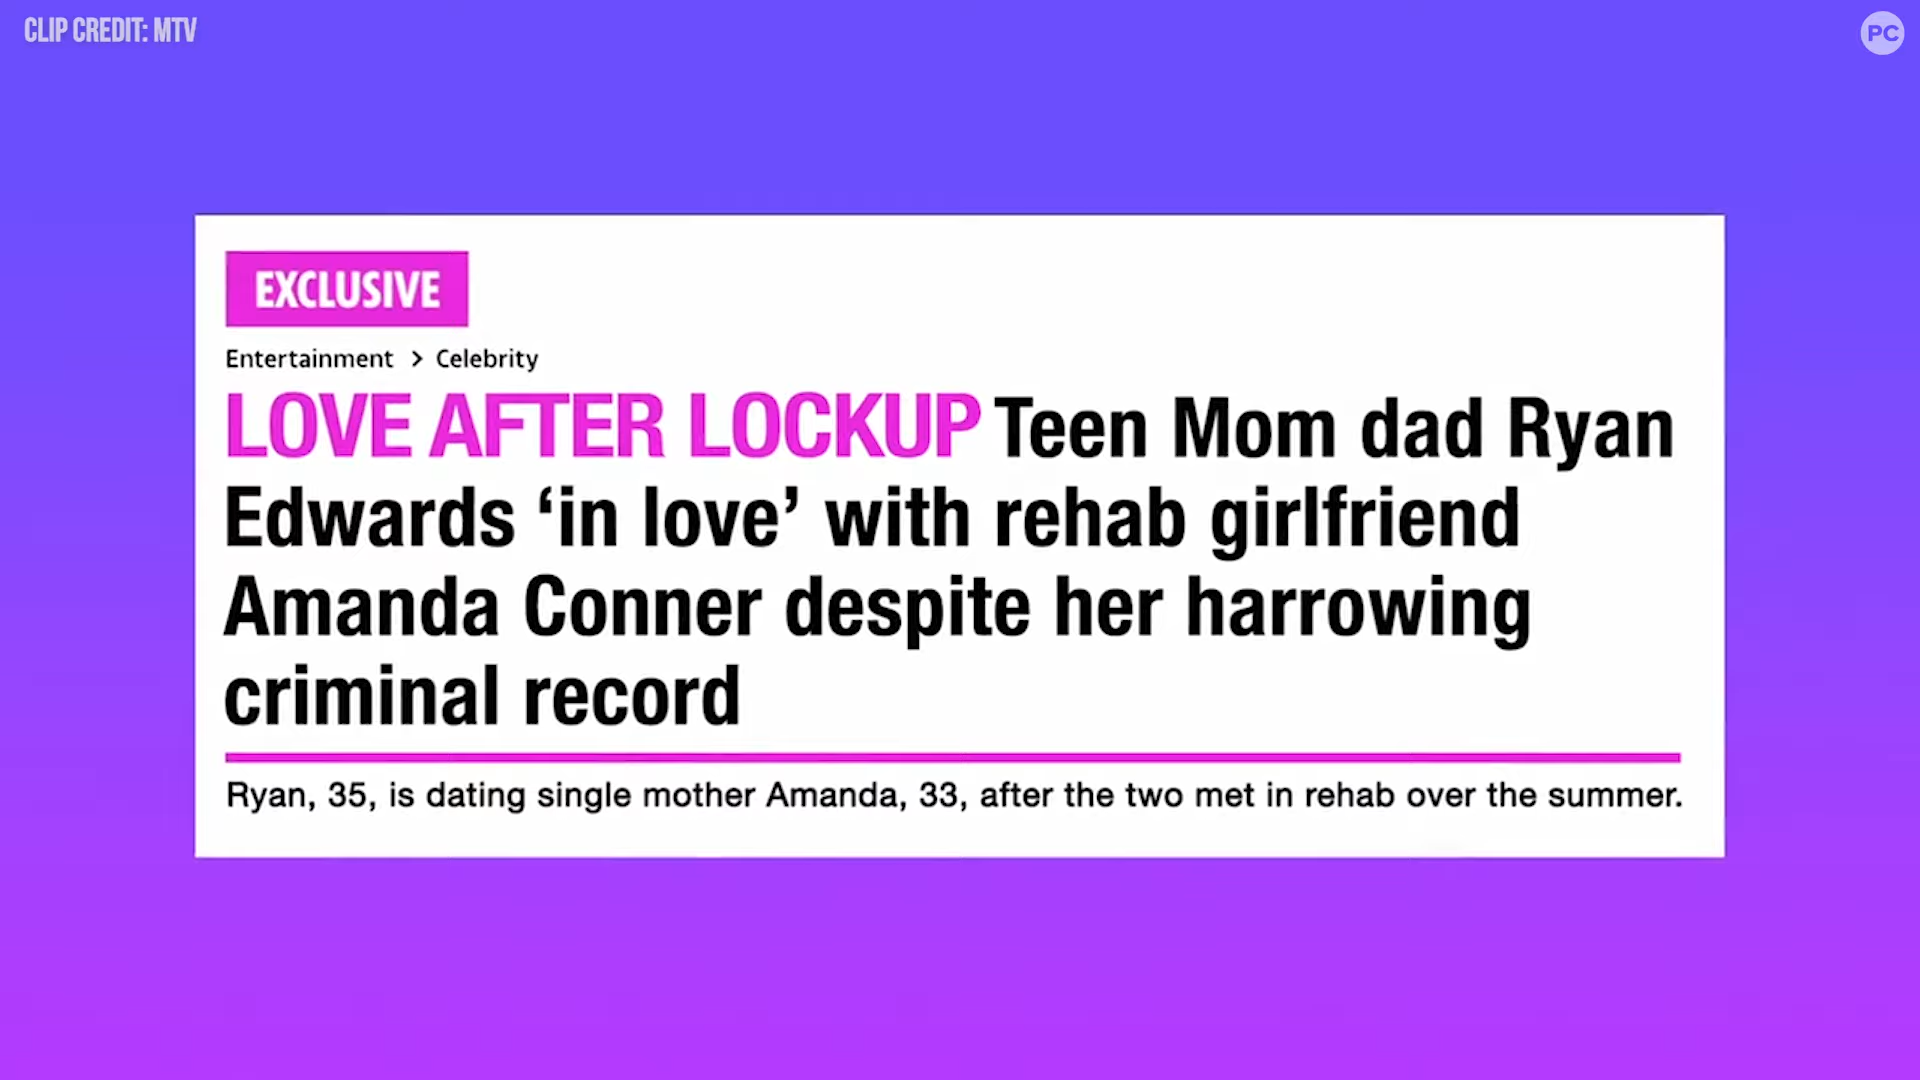 CLIP CREDIT: MTV
PC
EXCLUSIVE
Entertainment > Celebrity
LOVE AFTER LOCKUP Teen Mom dad Ryan
Edwards ‘in love’ with rehab girlfriend
Amanda Conner despite her harrowing
criminal record
Ryan, 35, is dating single mother Amanda, 33, after the two met in rehab over the summer.